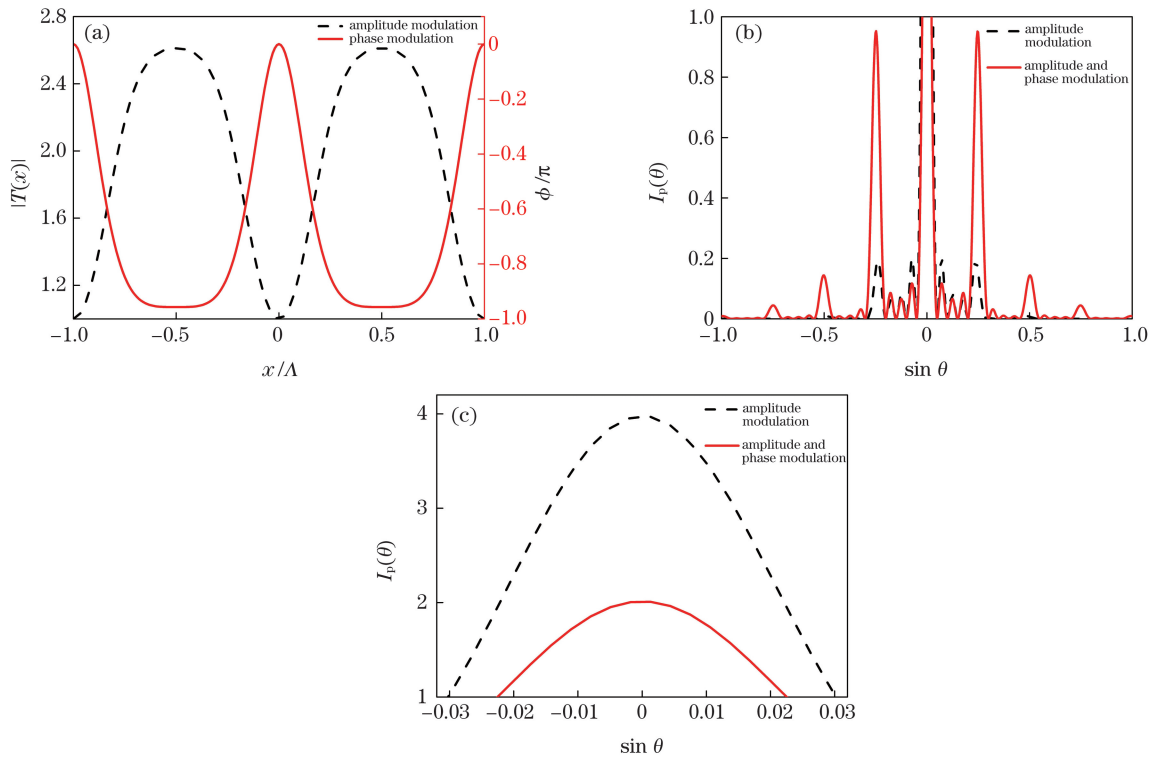 (a)
amplitude modulation
phase modulation
2.8
2.4
2.0
1.6
1.2
|T(x)|
0
−0.2
−0.4
−0.6
−0.8
−1.0
ϕ/π
−1.0
−0.5
0
0.5
1.0
x/Λ
(b)
amplitude
modulation
amplitude and
phase modulation
1.0
0.8
0.6
0.4
0.2
0
Ip(θ)
−1.0
−0.5
0
0.5
1.0
sin θ
(c)
amplitude
modulation
amplitude and
phase modulation
4
3
2
1
Ip(θ)
−0.03
−0.02
−0.01
0
0.01
0.02
0.03
sin θ